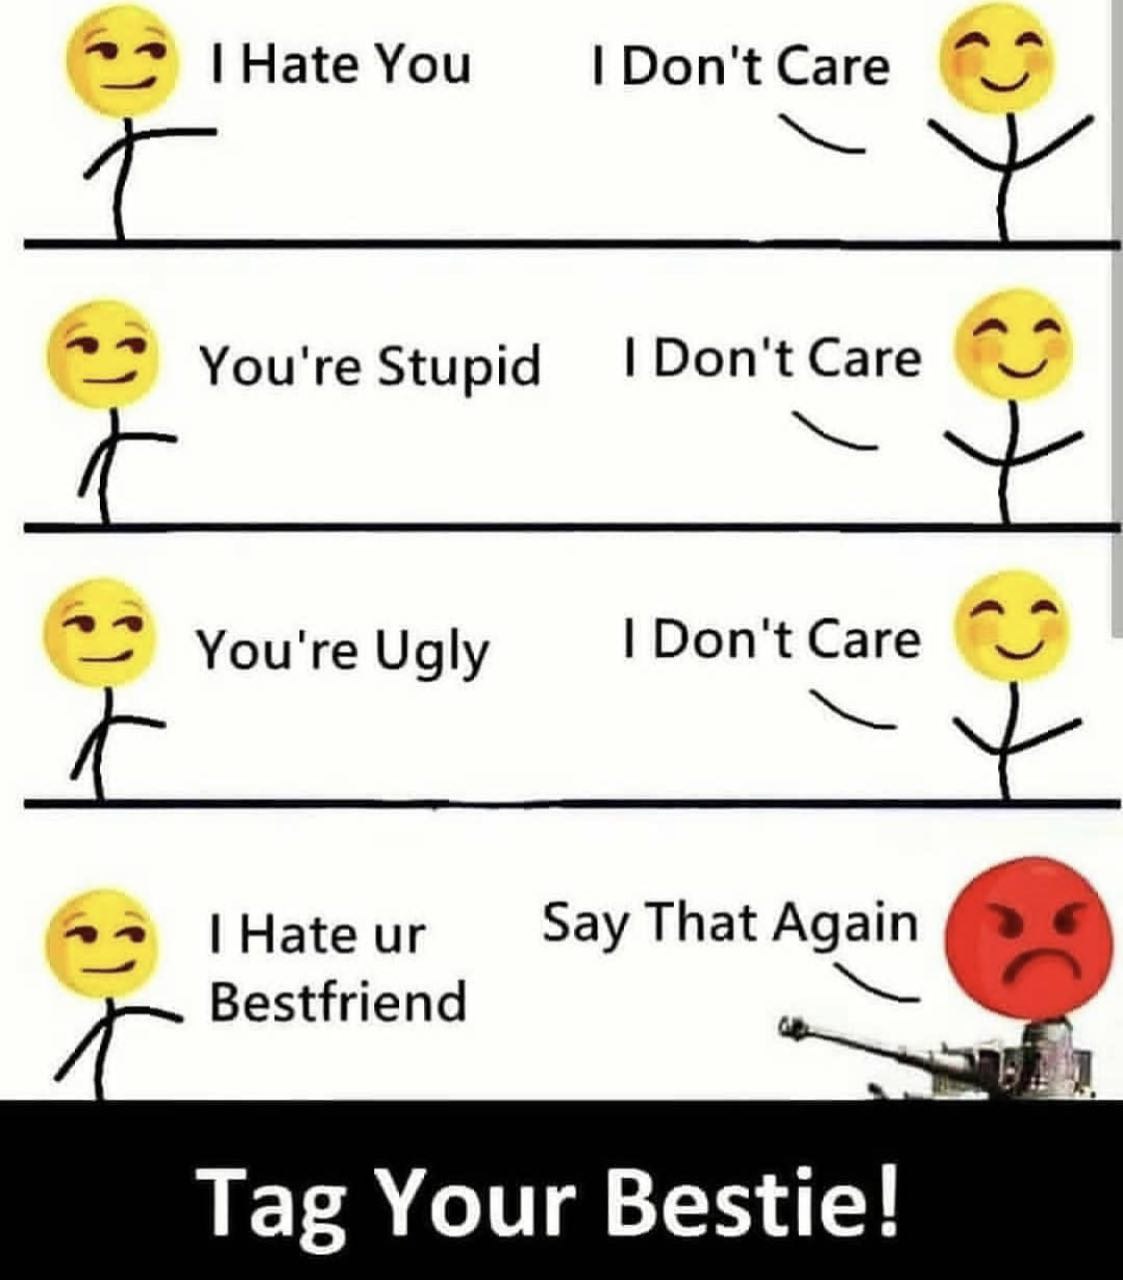 I Hate You
I Don't Care
You're Stupid
I Don't Care
You're Ugly
I Don't Care
I Hate ur
Bestfriend
Say That Again
Tag Your Bestie!